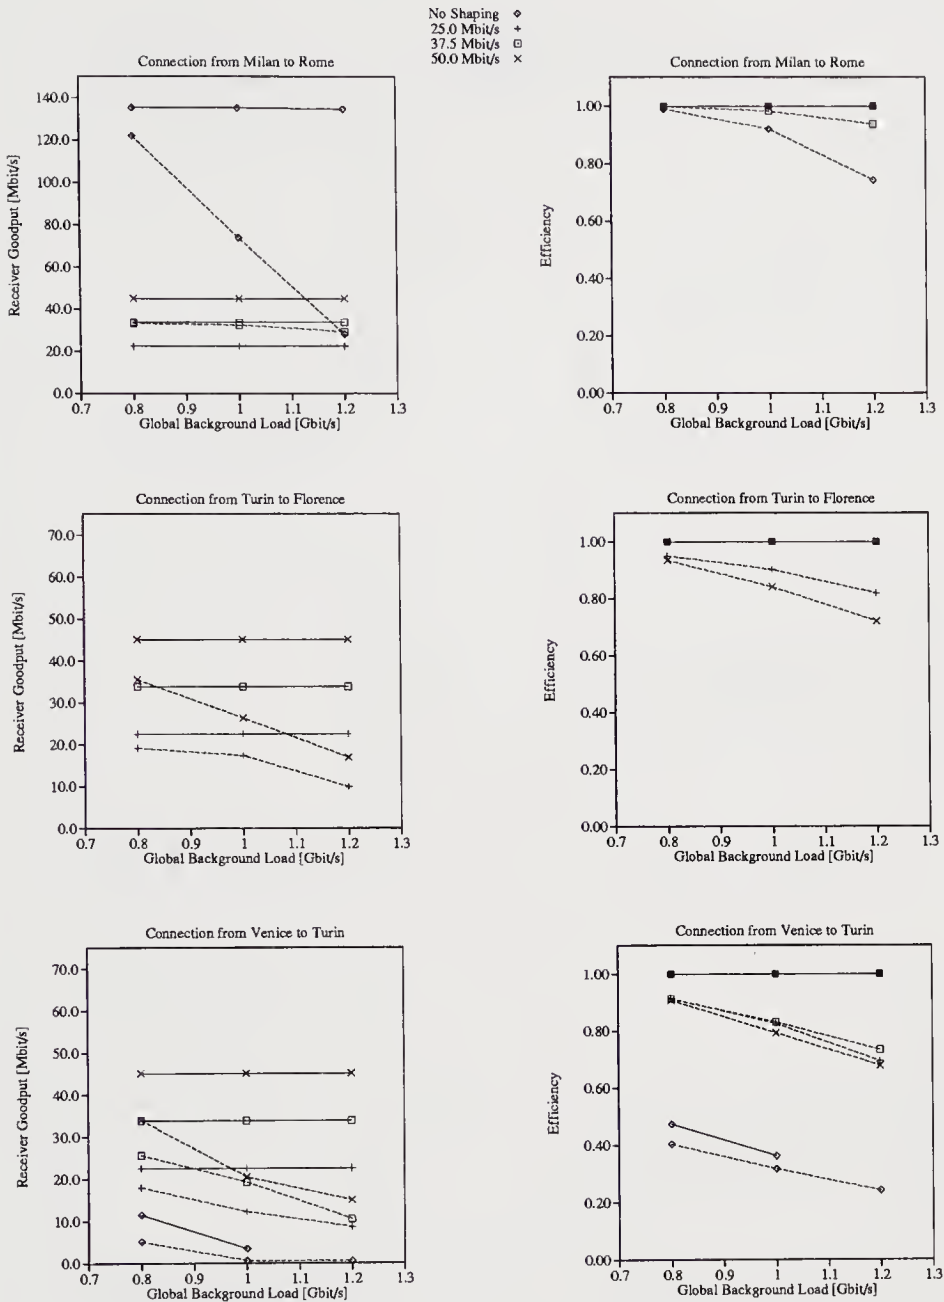 No Shaping ◇
25.0 Mbit/s +
37.5 Mbit/s □
50.0 Mbit/s ×
Connection from Milan to Rome
140.0
120.0
100.0
80.0
60.0
40.0
20.0
0.0
Receiver Goodput [Mbit/s]
0.7 0.8 0.9 1 1.1 1.2 1.3
Global Background Load [Gbit/s]
Connection from Milan to Rome
1.00
0.80
0.60
0.40
0.20
0.00
Efficiency
0.7 0.8 0.9 1 1.1 1.2 1.3
Global Background Load [Gbit/s]
Connection from Turin to Florence
70.0
60.0
50.0
40.0
30.0
20.0
10.0
0.0
Receiver Goodput [Mbit/s]
0.7 0.8 0.9 1 1.1 1.2 1.3
Global Background Load [Gbit/s]
Connection from Turin to Florence
1.00
0.80
0.60
0.40
0.20
0.00
Efficiency
0.7 0.8 0.9 1 1.1 1.2 1.3
Global Background Load [Gbit/s]
Connection from Venice to Turin
70.0
60.0
50.0
40.0
30.0
20.0
10.0
0.0
Receiver Goodput [Mbit/s]
0.7 0.8 0.9 1 1.1 1.2 1.3
Global Background Load [Gbit/s]
Connection from Venice to Turin
1.00
0.80
0.60
0.40
0.20
0.00
Efficiency
0.7 0.8 0.9 1 1.1 1.2 1.3
Global Background Load [Gbit/s]